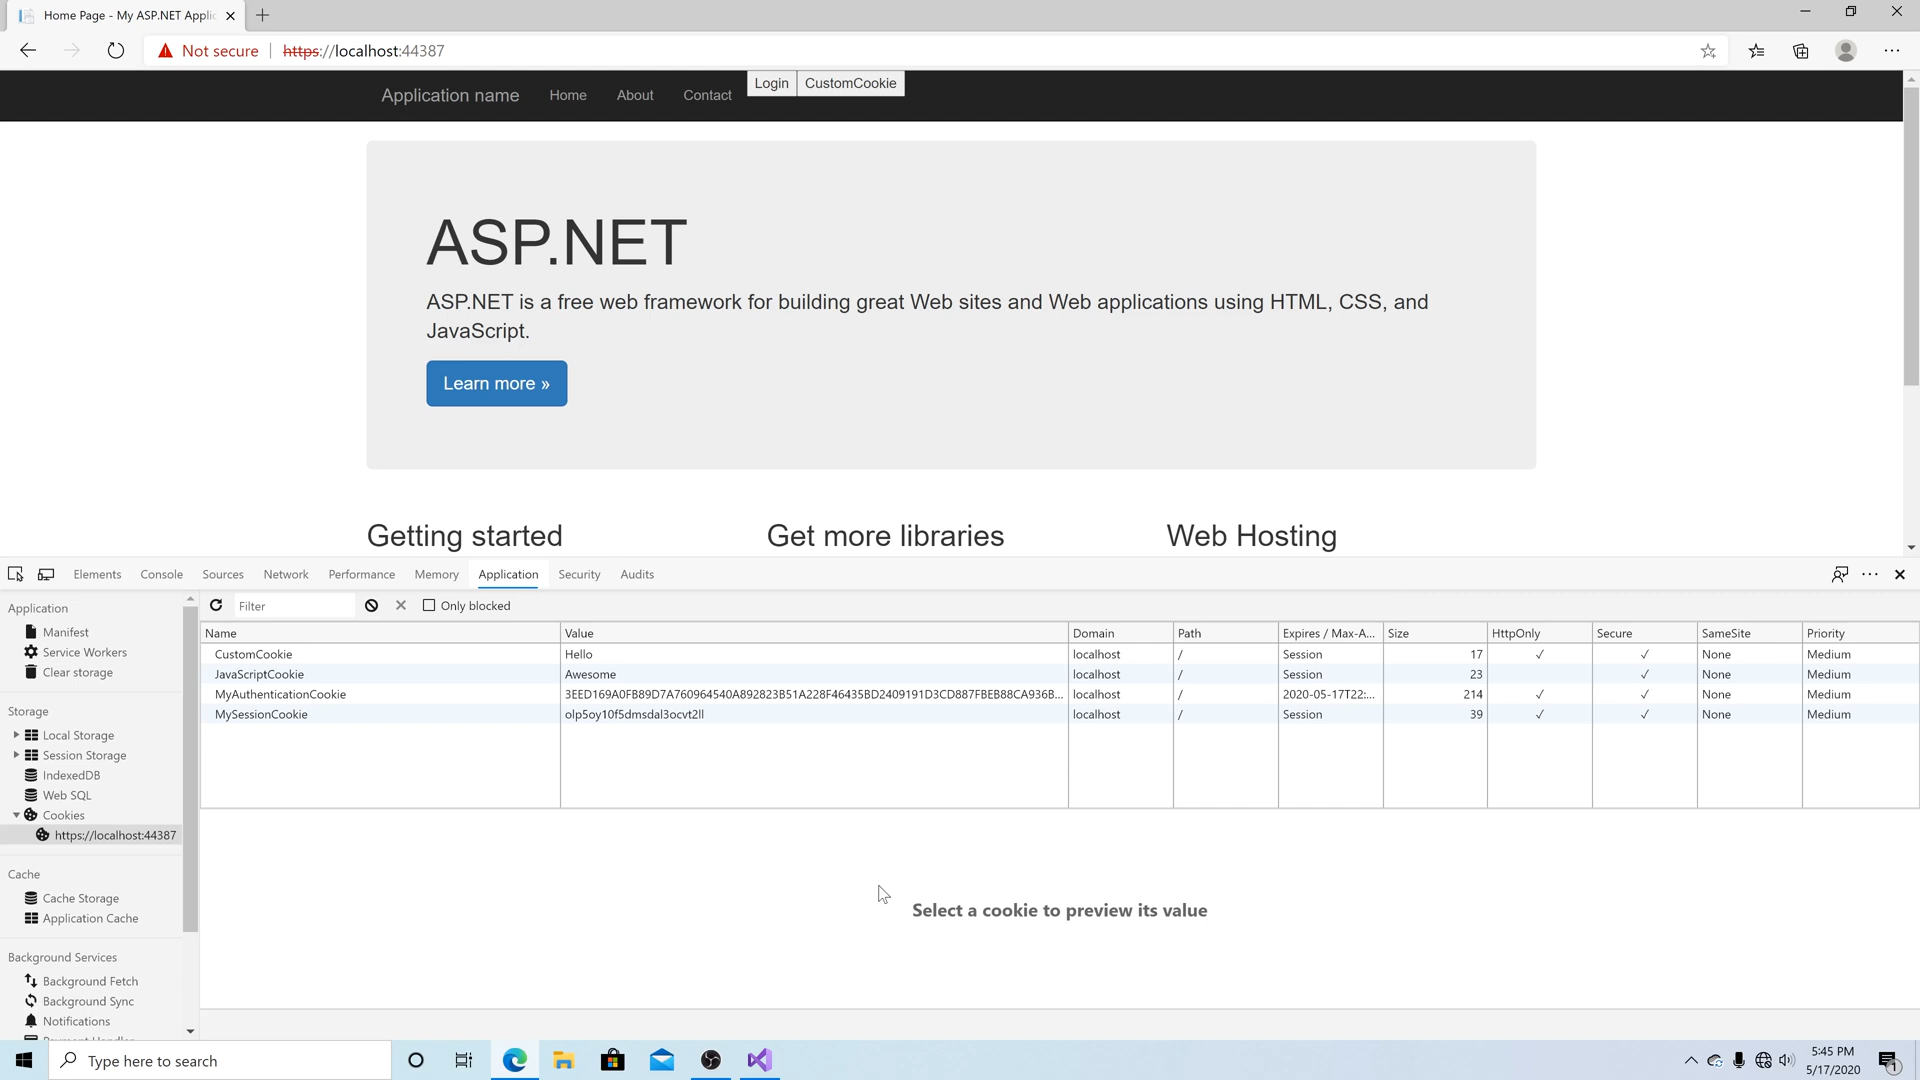 Home Page - My ASP.NET Applic
Not secure
https://localhost:44387
Application name
Home
About
Contact
Login
CustomCookie
ASP.NET
ASP.NET is a free web framework for building great Web sites and Web applications using HTML, CSS, and
JavaScript.
Learn more »
Getting started
Get more libraries
Web Hosting
Elements
Console
Sources
Network
Performance
Memory
Application
Security
Audits
Application
Manifest
Service Workers
Clear storage
Storage
Local Storage
Session Storage
IndexedDB
Web SQL
Cookies
https://localhost:44387
Cache
Cache Storage
Application Cache
Background Services
Background Fetch
Background Sync
Notifications
Filter
Only blocked
Name Value Domain Path Expires / Max-A... Size HttpOnly Secure SameSite Priority
CustomCookie Hello localhost / Session 17 ✓ ✓ None Medium
JavaScriptCookie Awesome localhost / Session 23 ✓ None Medium
MyAuthenticationCookie 3EED169A0FB89D7A760964540A892823B51A228F46435BD2409191D3CD887FBEB88CA936B... localhost / 2020-05-17T22:... 214 ✓ ✓ None Medium
MySessionCookie olp5oy10f5dmsdal3ocvt2ll localhost / Session 39 ✓ ✓ None Medium
Select a cookie to preview its value
Type here to search
5:45 PM
5/17/2020
1